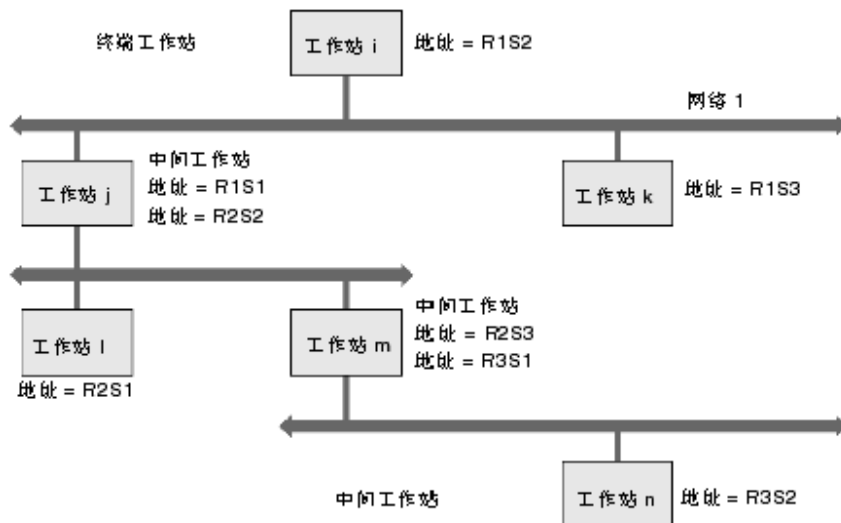 终端工作站
工作站 i
地址 = R1S2
网络 1
工作站 j
中间工作站
地址 = R1S1
地址 = R2S2
工作站 k
地址 = R1S3
工作站 l
地址 = R2S1
工作站 m
中间工作站
地址 = R2S3
地址 = R3S1
中间工作站
工作站 n
地址 = R3S2